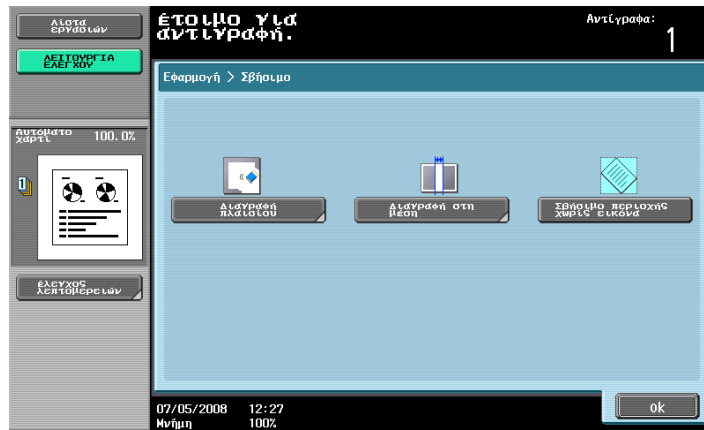 Λίστα
εργασιών
έτοιμο για
αντιγραφή.
Αντίγραφα:
1
ΛΕΙΤΟΥΡΓΙΑ
ΕΛΕΓΧΟΥ
Εφαρμογή > Σβήσιμο
Αυτόματο
χαρτί
100.0%
1
Διαγραφή
πλαισίου
Διαγραφή στη
μέση
Σβήσιμο περιοχής
χωρίς εικόνα
έλεγχος
λεπτομερειών
07/05/2008 12:27
Μνήμη 100%
ok